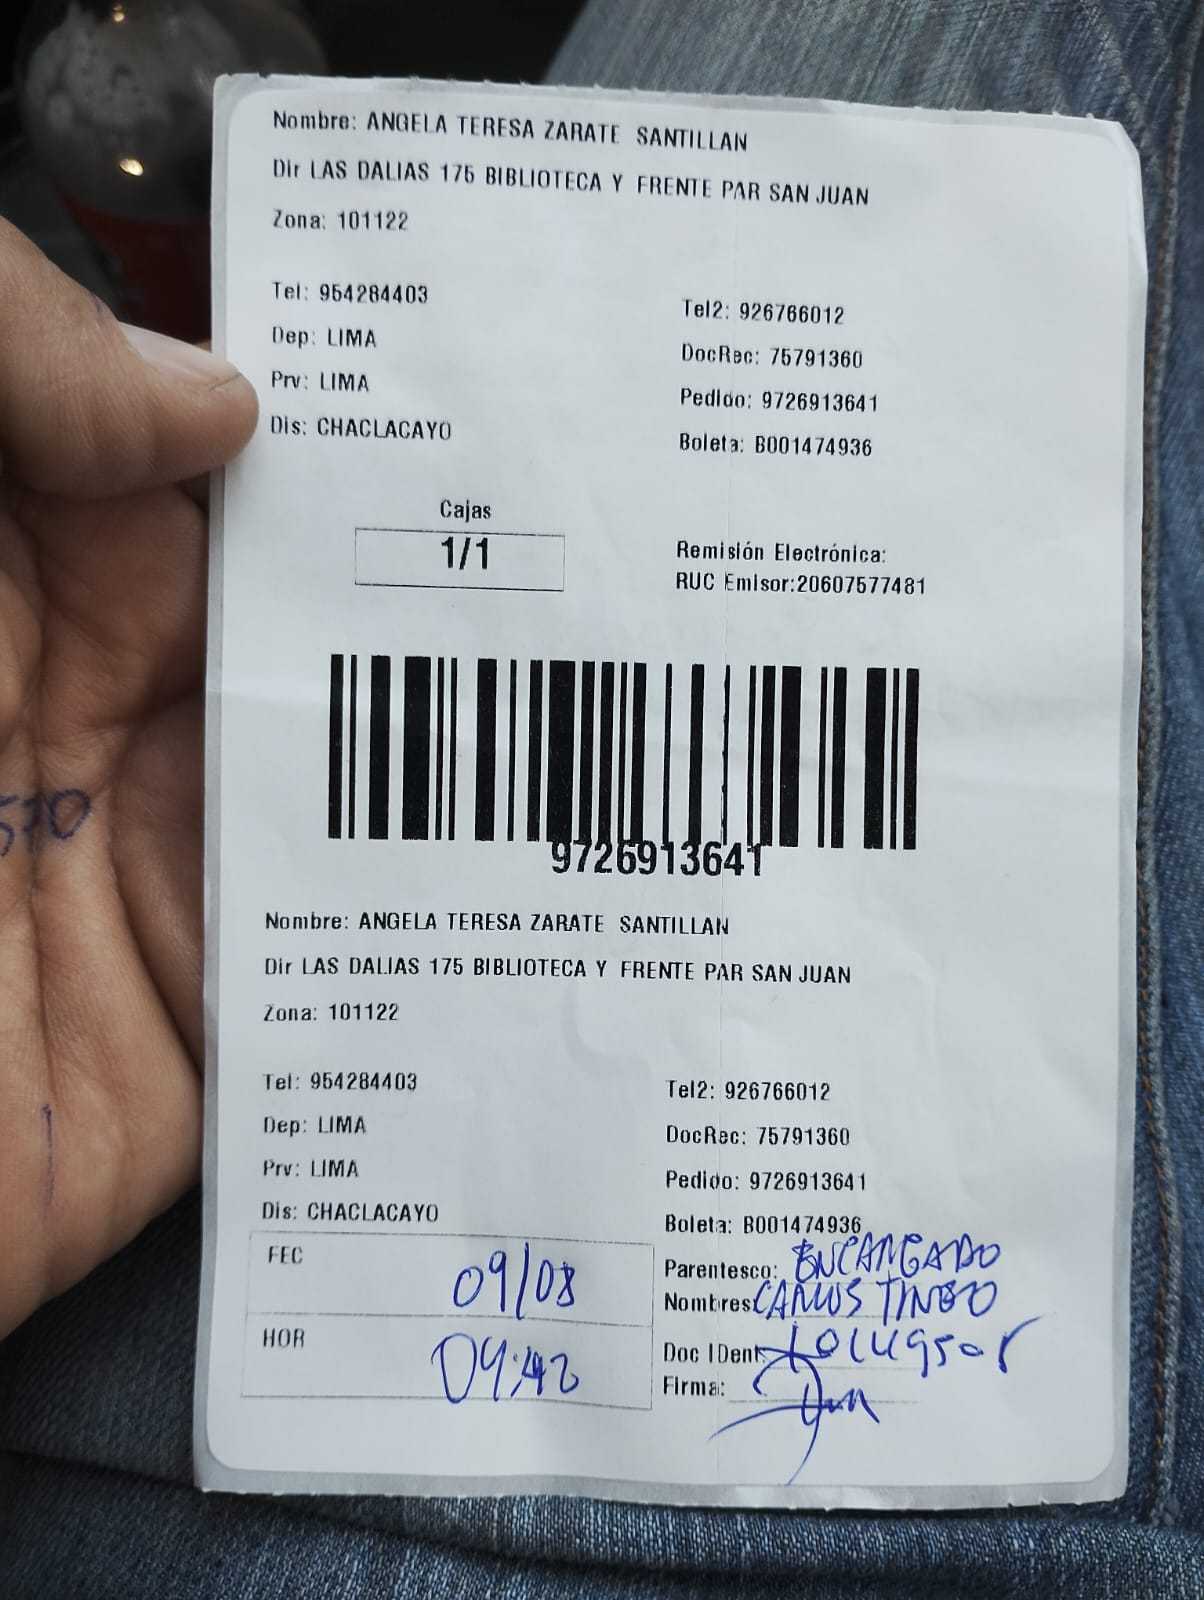 Nombre: ANGELA TERESA ZARATE SANTILLAN
Dir LAS DALIAS 175 BIBLIOTECA Y FRENTE PAR SAN JUAN
Zona: 101122
Tel: 954284403
Tel2: 926766012
Dep: LIMA
DocRec: 75791360
Prv: LIMA
Pedido: 9726913641
Dis: CHACLACAYO
Boleta: B001474936
Cajas
1/1
Remisión Electrónica:
RUC Emisor:20607577481
9726913641
Nombre: ANGELA TERESA ZARATE SANTILLAN
Dir LAS DALIAS 175 BIBLIOTECA Y FRENTE PAR SAN JUAN
Zona: 101122
Tel: 954284403
Tel2: 926766012
Dep: LIMA
DocRec: 75791360
Prv: LIMA
Pedido: 9726913641
Dis: CHACLACAYO
Boleta: B001474936
FEC 09/08
Parentesco: ENCARGADO
Nombres: CARLOS
HOR
Doc IDent:
Firma:
570